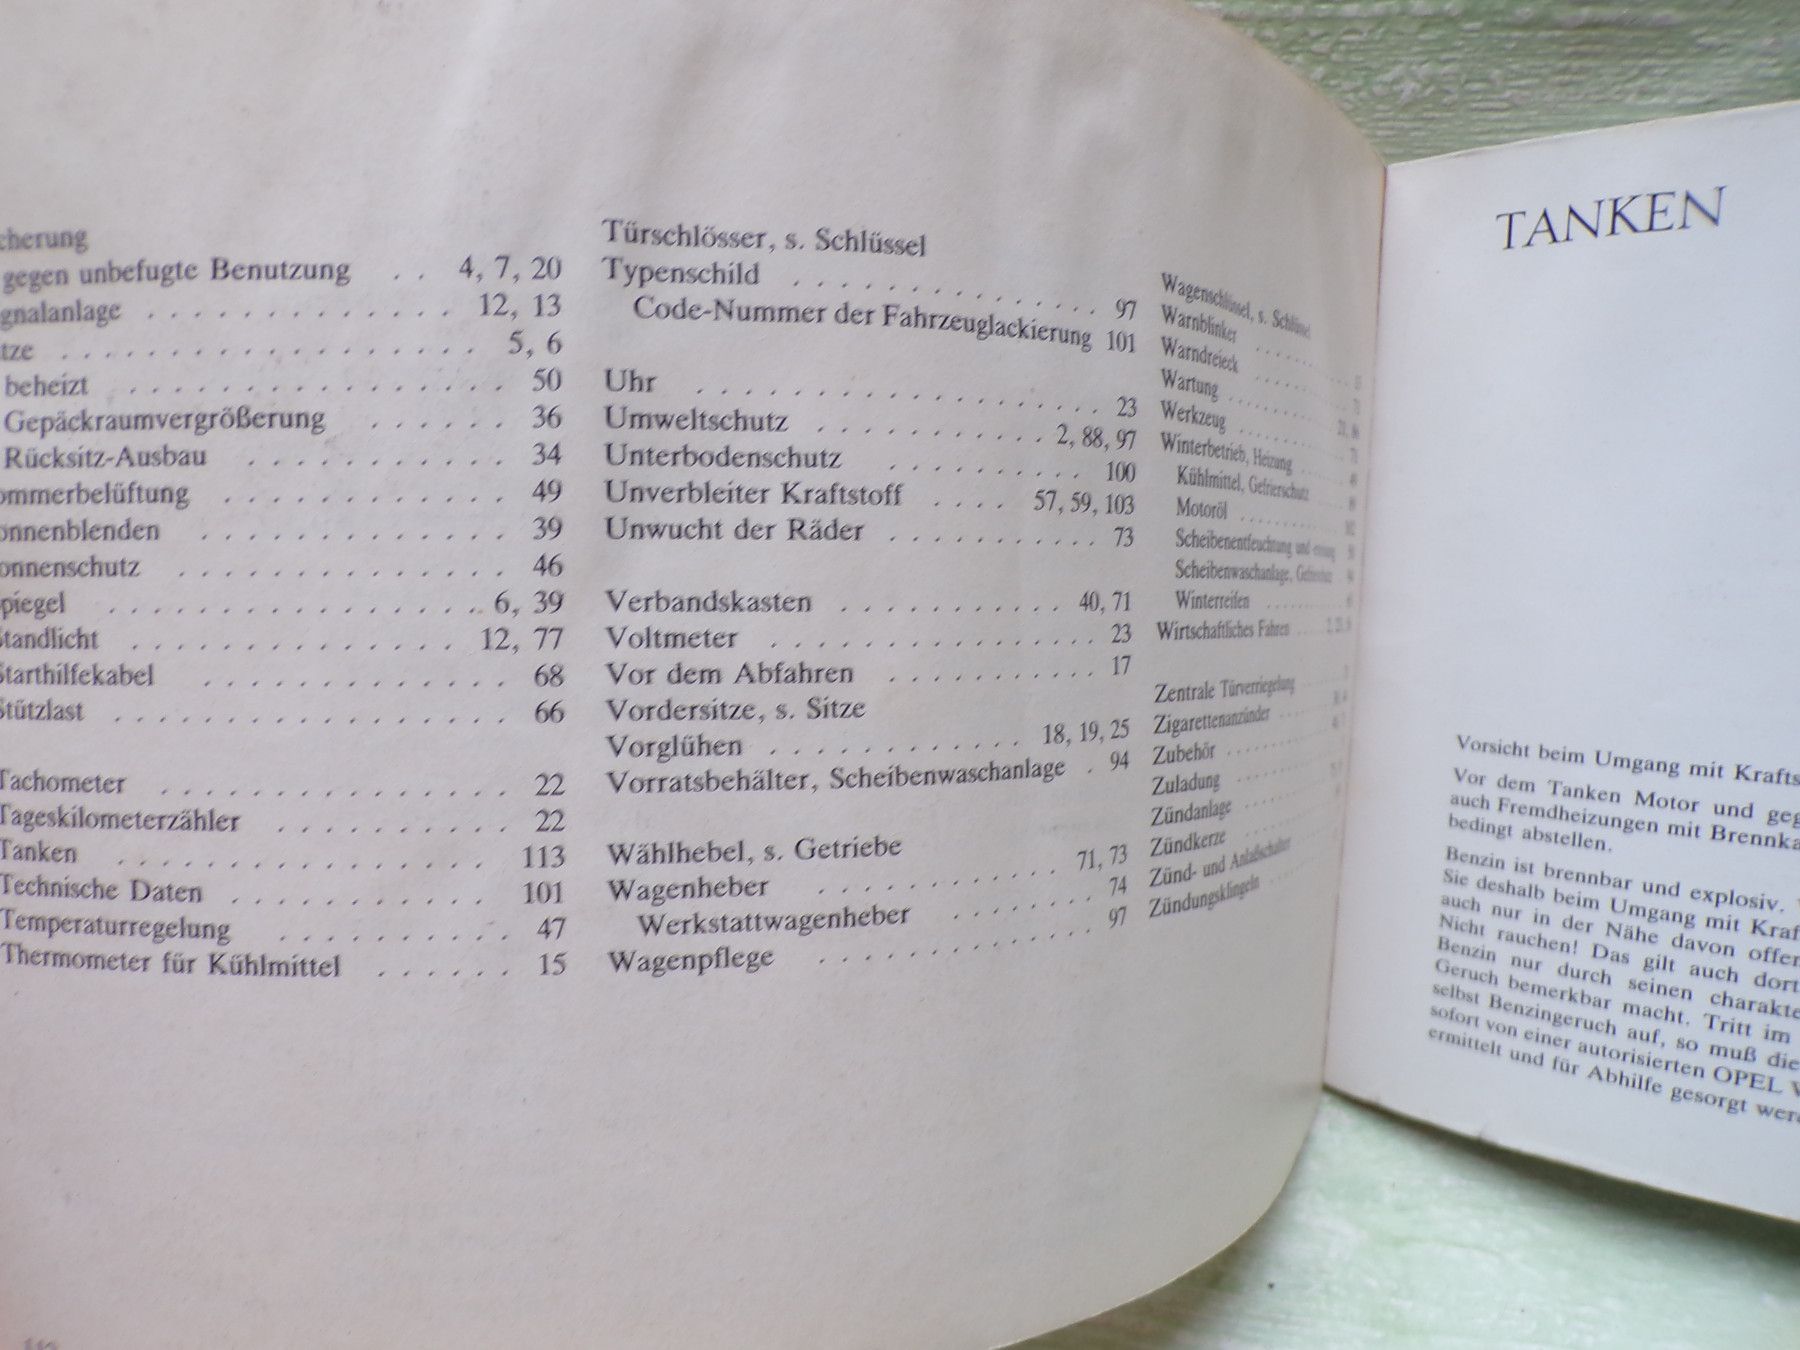 cherung
gegen unbefugte Benutzung . . 4, 7, 20
gnalanlage . . . . . . . . . . . . . 12, 13
tze . . . . . . . . . . . . . . . . . . 5, 6
beheizt . . . . . . . . . . . . . . . . . 50
Gepäckraumvergrößerung . . . . . . 36
Rücksitz-Ausbau . . . . . . . . . . . 34
ommerbelüftung . . . . . . . . . . . . 49
onnenblenden . . . . . . . . . . . . . 39
onnenschutz . . . . . . . . . . . . . . 46
piegel . . . . . . . . . . . . . . . . 6, 39
Standlicht . . . . . . . . . . . . . 12, 77
Starthilfekabel . . . . . . . . . . . . . 68
Stützlast . . . . . . . . . . . . . . . . . 66
Tachometer . . . . . . . . . . . . . . . 22
Tageskilometerzähler . . . . . . . . . . 22
Tanken . . . . . . . . . . . . . . . . . 113
Technische Daten . . . . . . . . . . . 101
Temperaturregelung . . . . . . . . . . 47
Thermometer für Kühlmittel . . . . . . 15
Türschlösser, s. Schlüssel
Typenschild . . . . . . . . . . . . . . 97
Code-Nummer der Fahrzeuglackierung 101
Uhr . . . . . . . . . . . . . . . . . . 23
Umweltschutz . . . . . . . . . . . 2, 88, 97
Unterbodenschutz . . . . . . . . . 100
Unverbleiter Kraftstoff . . . . 57, 59, 103
Unwucht der Räder . . . . . . . . . . . 73
Verbandskasten . . . . . . . . . . . 40, 71
Voltmeter . . . . . . . . . . . . . . . 23
Vor dem Abfahren . . . . . . . . . . . 17
Vordersitze, s. Sitze
Vorglühen . . . . . . . . . . . . 18, 19, 25
Vorratsbehälter, Scheibenwaschanlage . 94
Wählhebel, s. Getriebe
Wagenheber . . . . . . . . . . . . 71, 73
Werkstattwagenheber . . . . . . . . 74
Wagenpflege . . . . . . . . . . . . . . 97
Wagenschlüssel, s. Schlüssel
Warnblinker
Warndreieck
Wartung
Werkzeug
Winterbetrieb, Heizung
Kühlmittel, Gefrierschutz
Motoröl
Scheibenentfeuchtung und
Scheibenwaschanlage,
Winterreifen
Wirtschaftliches Fahren
Zentrale Türverriegelung
Zigarettenanzünder
Zubehör
Zuladung
Zündanlage
Zündkerze
Zünd- und Anlaßschalter
Zündungsklingeln
TANKEN
Vorsicht beim Umgang mit Krafts
Vor dem Tanken Motor und geg
auch Fremdheizungen mit Brennka
bedingt abstellen.
Benzin ist brennbar und explosiv.
Sie deshalb beim Umgang mit Kraf
auch nur in der Nähe davon offen
Nicht rauchen! Das gilt auch dort
Benzin nur durch seinen charakte
Geruch bemerkbar macht. Tritt im
selbst Benzingeruch auf, so muß die
sofort von einer autorisierten OPEL
ermittelt und für Abhilfe gesorgt were